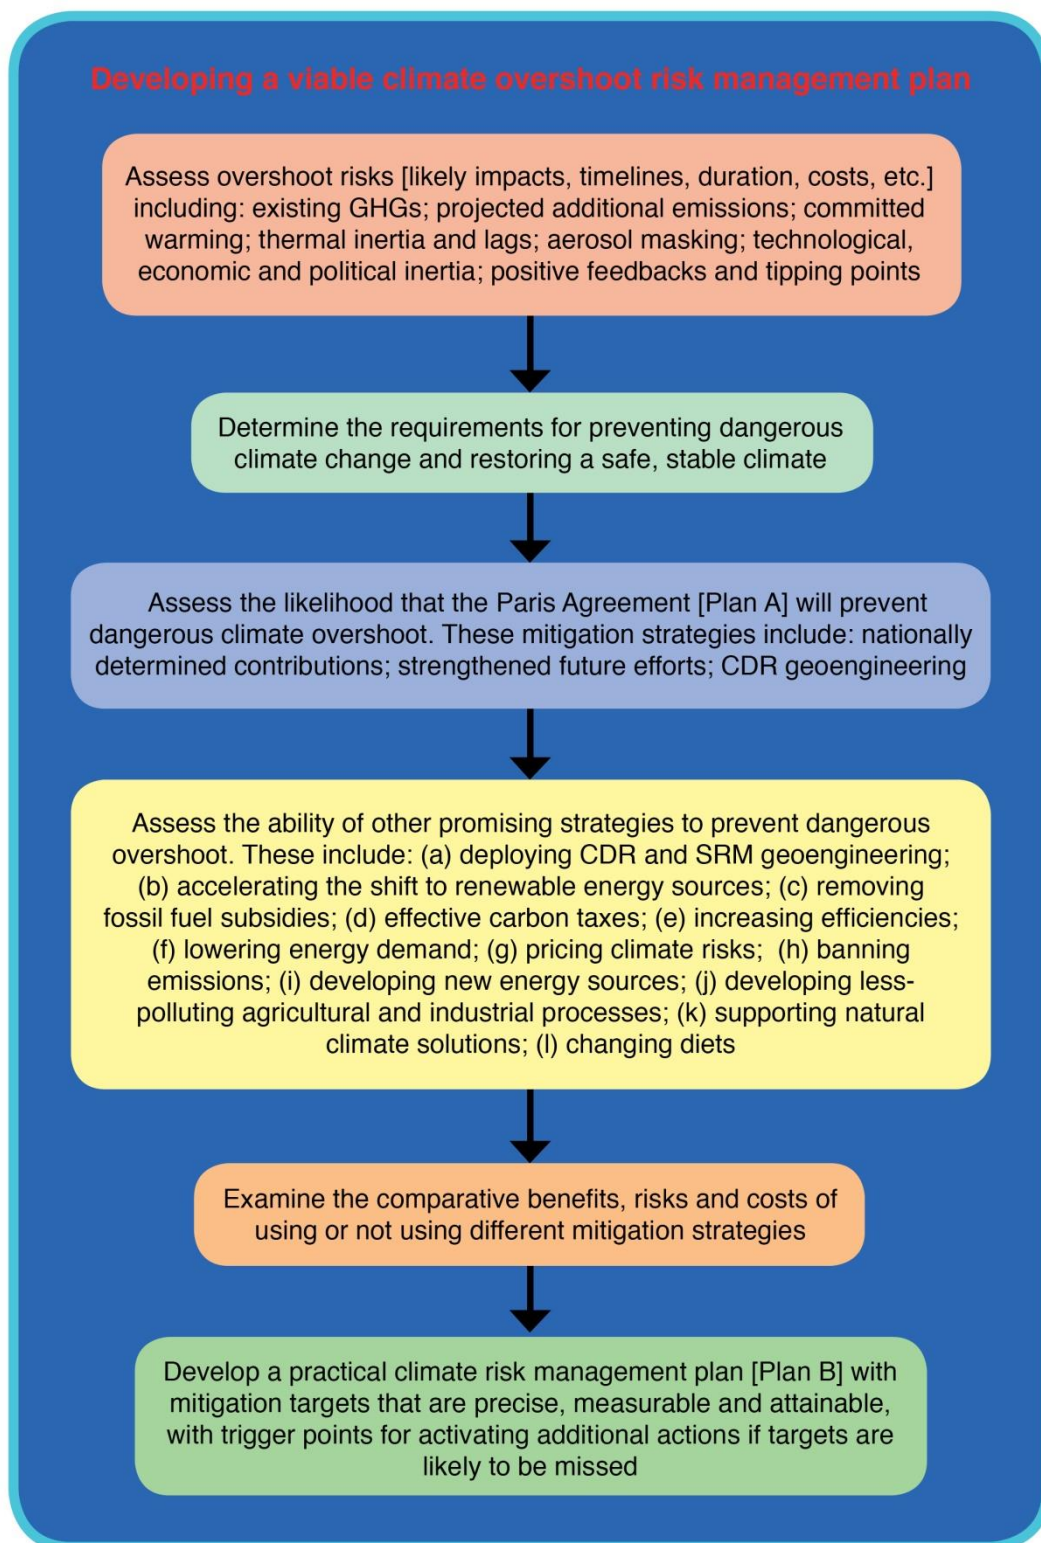 Developing a viable climate overshoot risk management plan
Assess overshoot risks [likely impacts, timelines, duration, costs, etc.]
including: existing GHGs; projected additional emissions; committed
warming; thermal inertia and lags; aerosol masking; technological,
economic and political inertia; positive feedbacks and tipping points
Determine the requirements for preventing dangerous
climate change and restoring a safe, stable climate
Assess the likelihood that the Paris Agreement [Plan A] will prevent
dangerous climate overshoot. These mitigation strategies include: nationally
determined contributions; strengthened future efforts; CDR geoengineering
Assess the ability of other promising strategies to prevent dangerous
overshoot. These include: (a) deploying CDR and SRM geoengineering;
(b) accelerating the shift to renewable energy sources; (c) removing
fossil fuel subsidies; (d) effective carbon taxes; (e) increasing efficiencies;
(f) lowering energy demand; (g) pricing climate risks; (h) banning
emissions; (i) developing new energy sources; (j) developing less-
polluting agricultural and industrial processes; (k) supporting natural
climate solutions; (l) changing diets
Examine the comparative benefits, risks and costs of
using or not using different mitigation strategies
Develop a practical climate risk management plan [Plan B] with
mitigation targets that are precise, measurable and attainable,
with trigger points for activating additional actions if targets are
likely to be missed